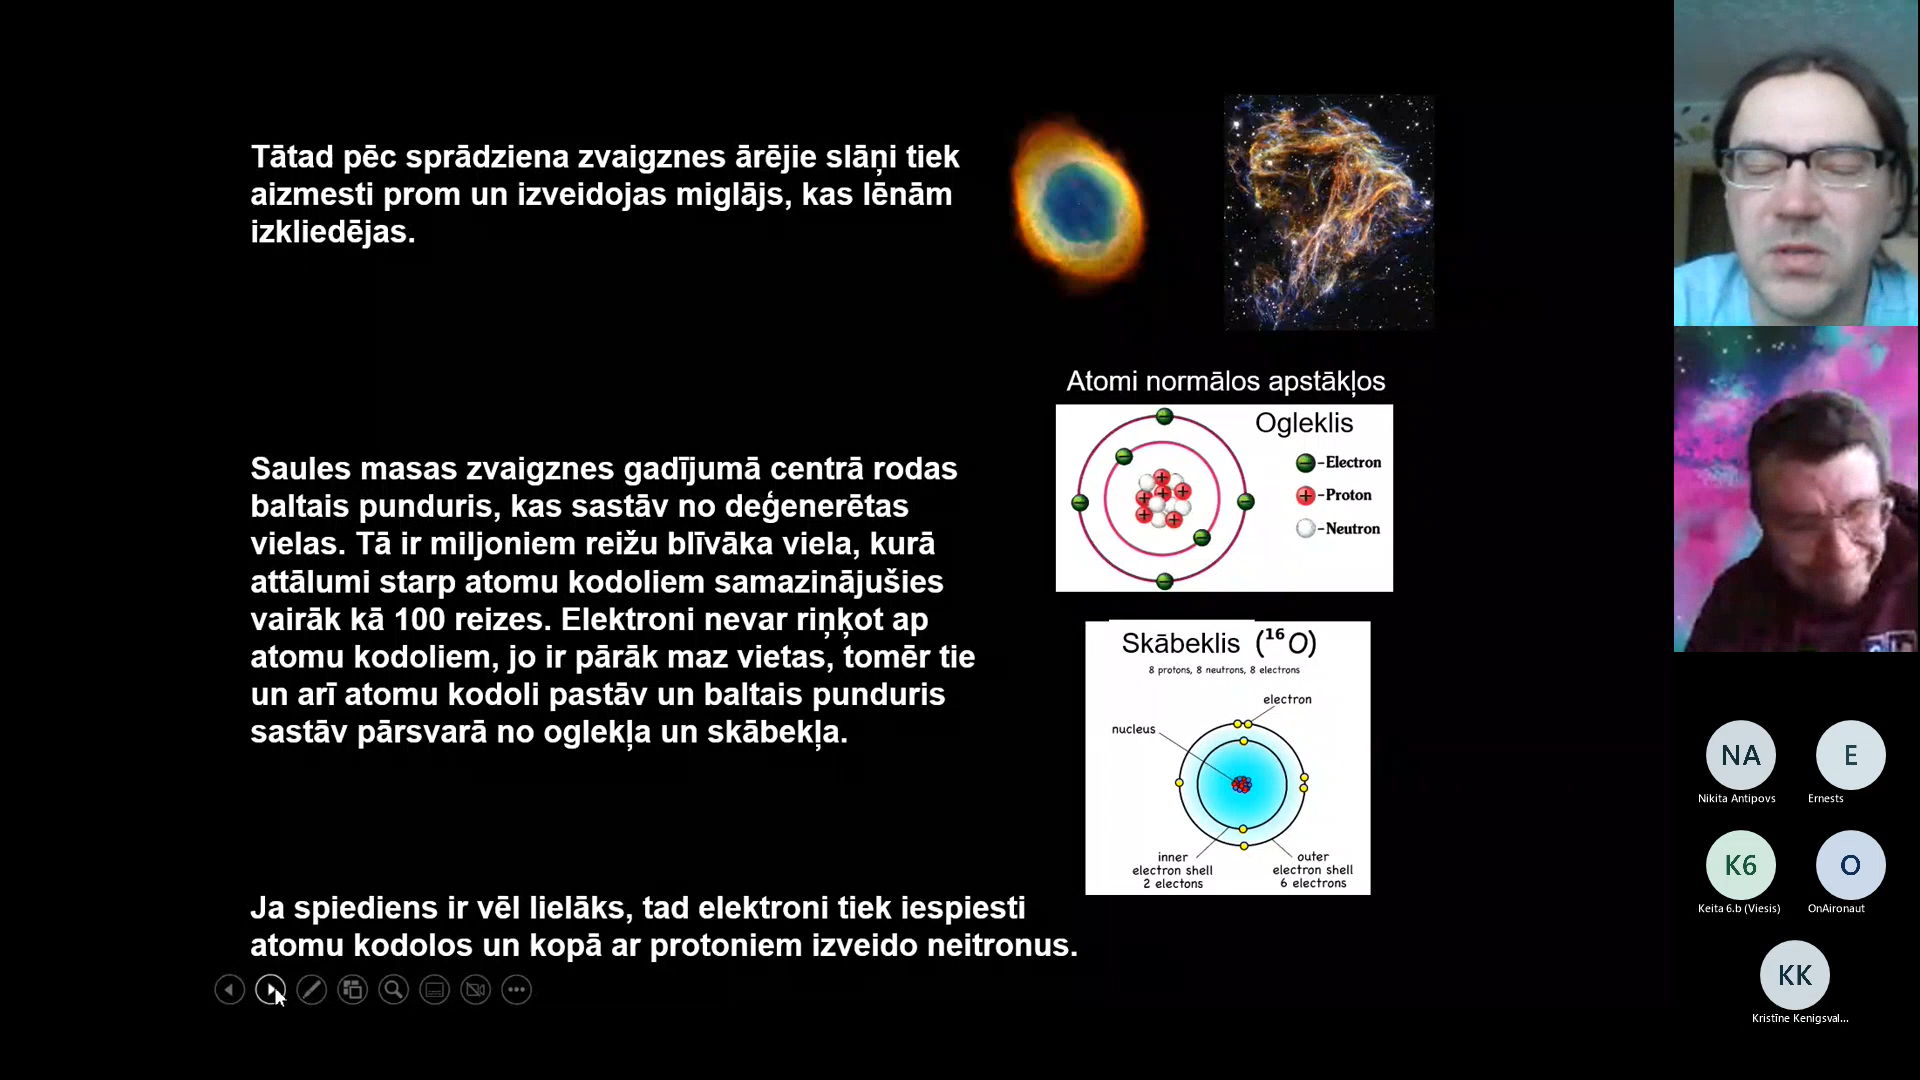 Tātad pēc sprādziena zvaigznes ārējie slāņi tiek
aizmesti prom un izveidojas miglājs, kas lēnām
izkliedējas.
Atomi normālos apstākļos
Ogleklis
-Electron
-Proton
-Neutron
Saules masas zvaigznes gadījumā centrā rodas
baltais punduris, kas sastāv no deģenerētas
vielas. Tā ir miljoniem reižu blīvāka viela, kurā
attālumi starp atomu kodoliem samazinājušies
vairāk kā 100 reizes. Elektroni nevar riņķot ap
atomu kodoliem, jo ir pārāk maz vietas, tomēr tie
un arī atomu kodoli pastāv un baltais punduris
sastāv pārsvarā no oglekļa un skābekļa.
Skābeklis (¹⁶O)
8 protons, 8 neutrons, 8 electrons
electron
nucleus
inner
electron shell
2 electons
outer
electron shell
6 electrons
Ja spiediens ir vēl lielāks, tad elektroni tiek iespiesti
atomu kodolos un kopā ar protoniem izveido neitronus.
NA
Nikita Antipovs
E
Ernests
K6
Keita 6.b (Viesis)
O
OnAironaut
KK
Kristīne Kenigsval...